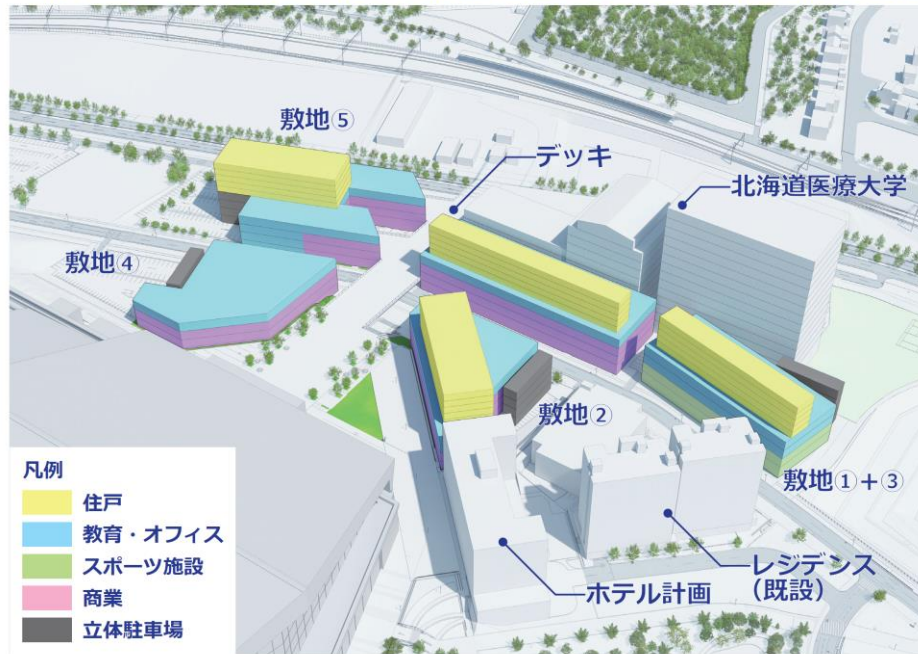 敷地⑤
デッキ
北海道医療大学
敷地④
敷地②
敷地①+③
レジデンス
(既設)
ホテル計画
凡例
住戸
教育・オフィス
スポーツ施設
商業
立体駐車場